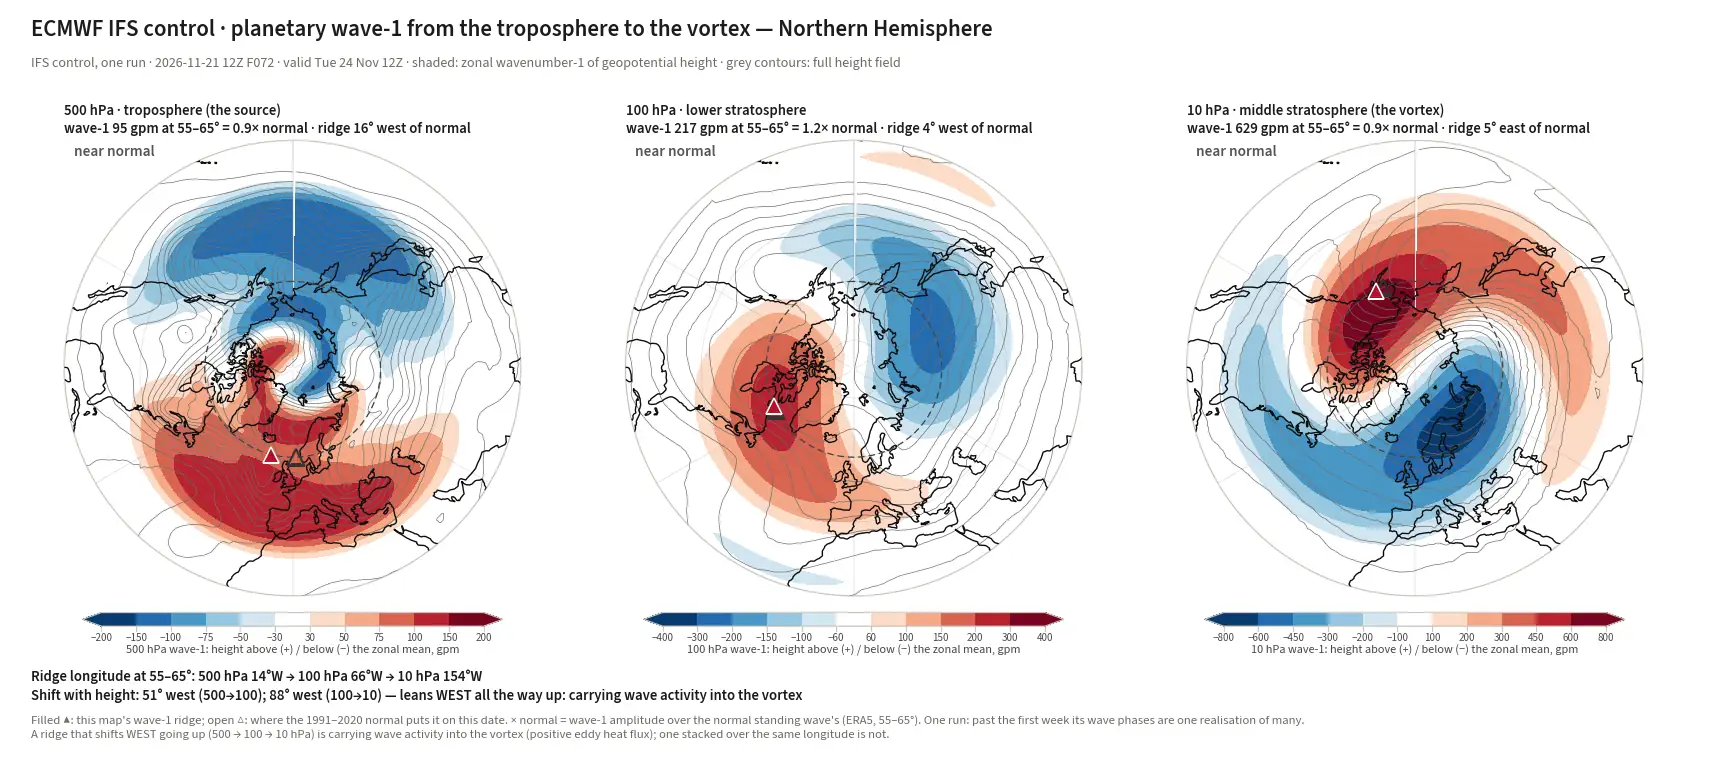 ECMWF IFS control · planetary wave-1 from the troposphere to the vortex — Northern Hemisphere
IFS control, one run · 2026-11-21 12Z F072 · valid Tue 24 Nov 12Z · shaded: zonal wavenumber-1 of geopotential height · grey contours: full height field
500 hPa · troposphere (the source)
wave-1 95 gpm at 55–65° = 0.9× normal · ridge 16° west of normal
near normal
100 hPa · lower stratosphere
wave-1 217 gpm at 55–65° = 1.2× normal · ridge 4° west of normal
near normal
10 hPa · middle stratosphere (the vortex)
wave-1 629 gpm at 55–65° = 0.9× normal · ridge 5° east of normal
near normal
−200 −150 −100 −75 −50 −30 30 50 75 100 150 200
500 hPa wave-1: height above (+) / below (−) the zonal mean, gpm
−400 −300 −200 −150 −100 −60 60 100 150 200 300 400
100 hPa wave-1: height above (+) / below (−) the zonal mean, gpm
−800 −600 −450 −300 −200 −100 100 200 300 450 600 800
10 hPa wave-1: height above (+) / below (−) the zonal mean, gpm
Ridge longitude at 55–65°: 500 hPa 14°W → 100 hPa 66°W → 10 hPa 154°W
Shift with height: 51° west (500→100); 88° west (100→10) — leans WEST all the way up: carrying wave activity into the vortex
Filled ▲: this map's wave-1 ridge; open △: where the 1991–2020 normal puts it on this date. × normal = wave-1 amplitude over the normal standing wave's (ERA5, 55–65°). One run: past the first week its wave phases are one realisation of many.
A ridge that shifts WEST going up (500 → 100 → 10 hPa) is carrying wave activity into the vortex (positive eddy heat flux); one stacked over the same longitude is not.